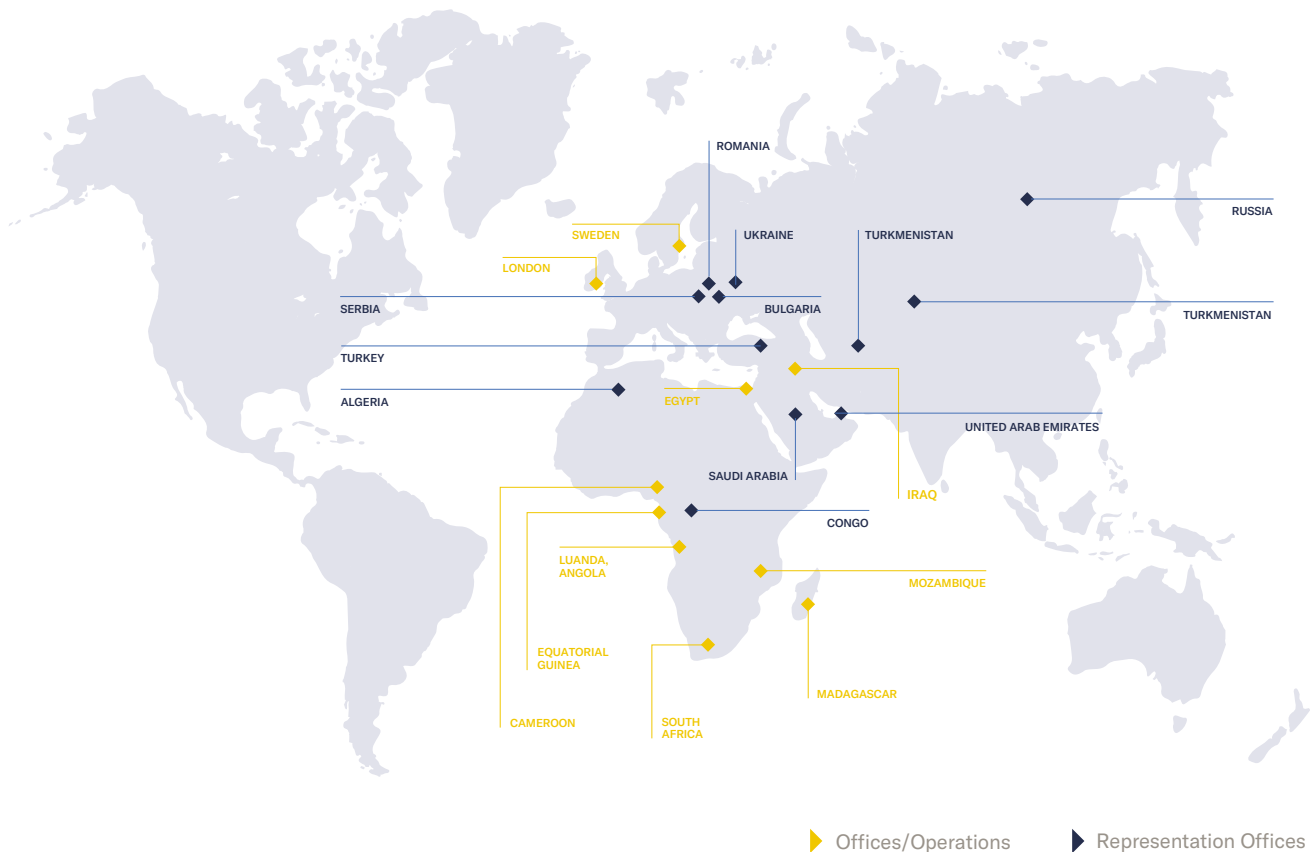 ROMANIA
RUSSIA
SWEDEN
UKRAINE
TURKMENISTAN
LONDON
SERBIA
BULGARIA
TURKMENISTAN
TURKEY
ALGERIA
EGYPT
UNITED ARAB EMIRATES
SAUDI ARABIA
IRAQ
CONGO
LUANDA,
ANGOLA
MOZAMBIQUE
EQUATORIAL
GUINEA
MADAGASCAR
CAMEROON
SOUTH
AFRICA
Offices/Operations
Representation Offices